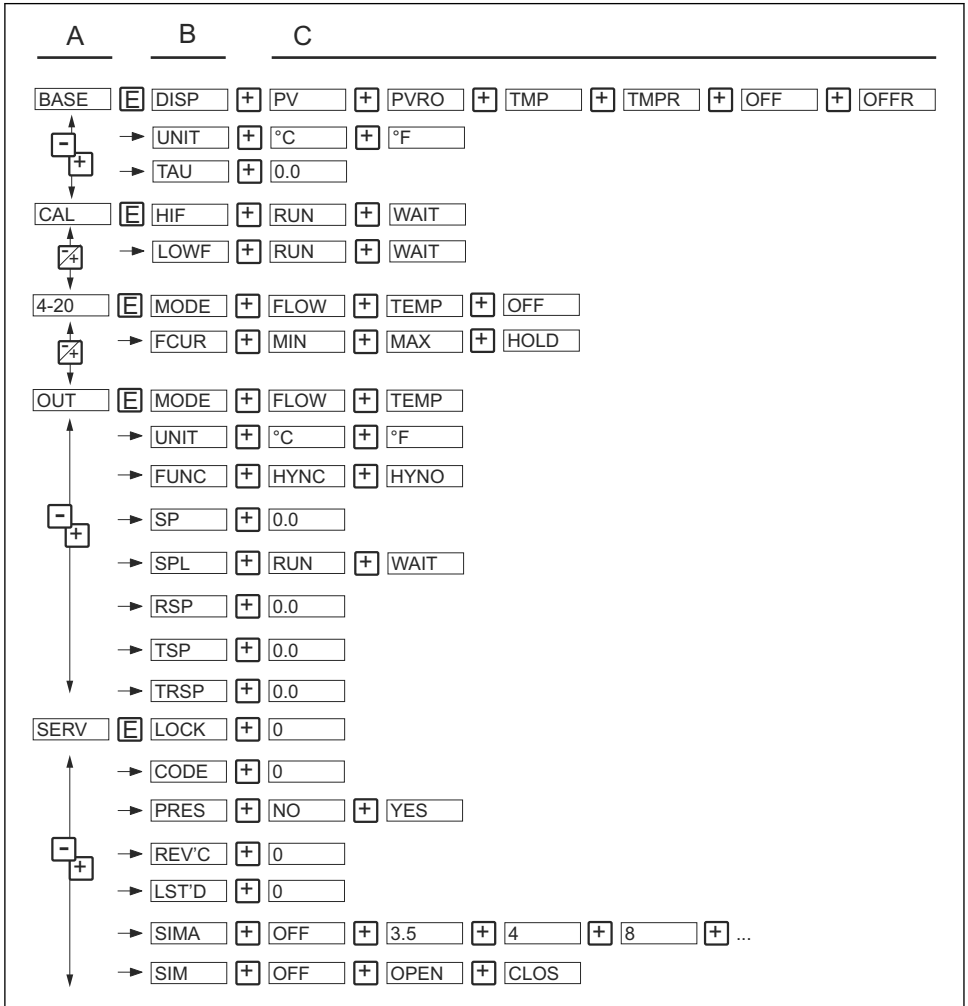 A B C
BASE E DISP + PV + PVRO + TMP + TMPR + OFF + OFFR
- + UNIT + °C + °F
TAU + 0.0
CAL E HIF + RUN + WAIT
-/+ LOWF + RUN + WAIT
4-20 E MODE + FLOW + TEMP + OFF
-/+ FCUR + MIN + MAX + HOLD
OUT E MODE + FLOW + TEMP
UNIT + °C + °F
FUNC + HYNC + HYNO
- + SP + 0.0
SPL + RUN + WAIT
RSP + 0.0
TSP + 0.0
TRSP + 0.0
SERV E LOCK + 0
CODE + 0
PRES + NO + YES
- + REV'C + 0
LST'D + 0
SIMA + OFF + 3.5 + 4 + 8 + ...
SIM + OFF + OPEN + CLOS